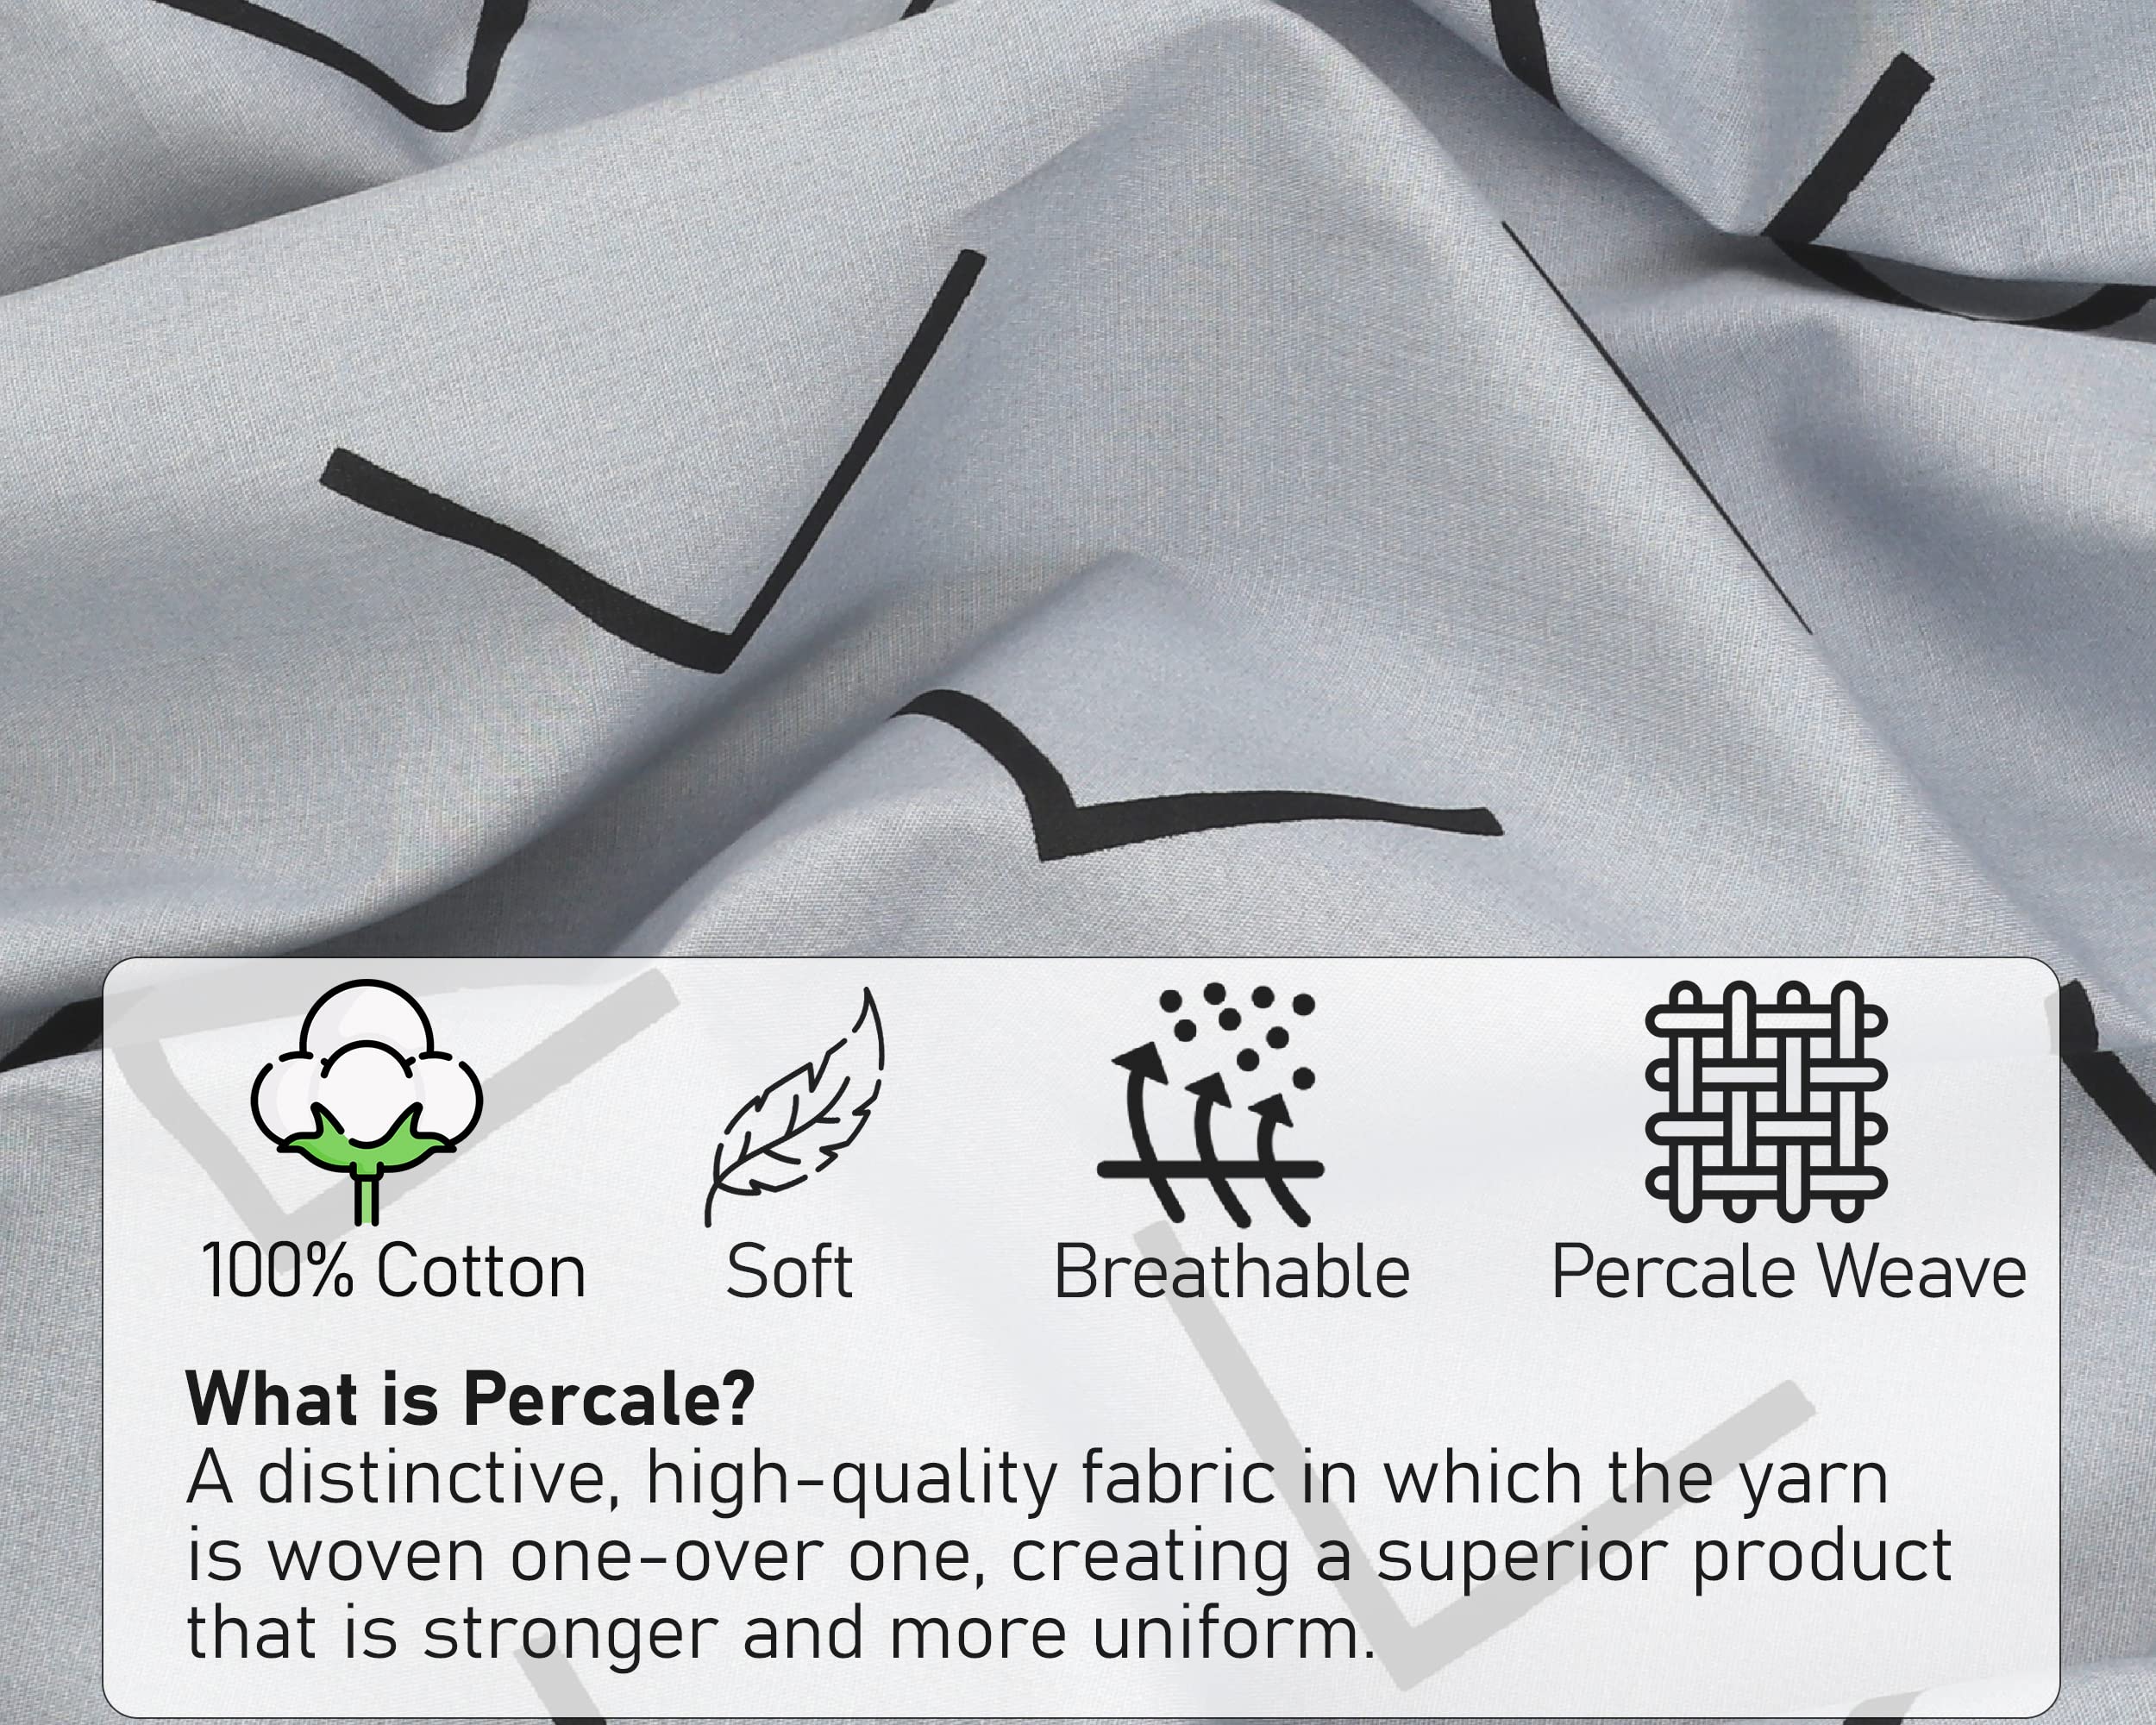 100% Cotton
Soft
Breathable
Percale Weave
What is Percale?
A distinctive, high-quality fabric in which the yarn
is woven one-over one, creating a superior product
that is stronger and more uniform.